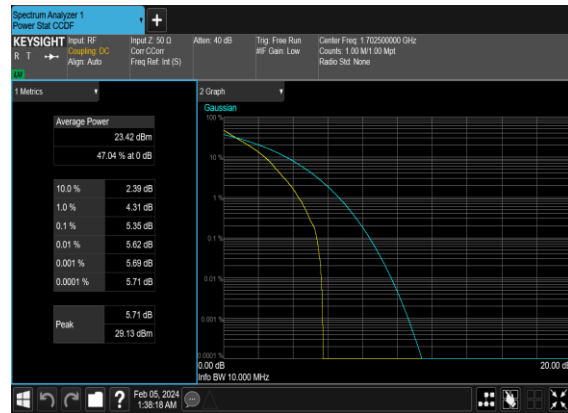 Spectrum Analyzer 1
Power Stat CCDF
KEYSIGHT
R T
LXI
Input: RF
Coupling: DC
Align: Auto
Input Z: 50 Ω
Corr CCorr
Freq Ref: Int (S)
Atten: 40 dB
Trig: Free Run
#IF Gain: Low
Center Freq: 1.702500000 GHz
Counts: 1.00 M/1.00 Mpt
Radio Std: None
1 Metrics
Average Power
23.42 dBm
47.04 % at 0 dB
10.0 % 2.39 dB
1.0 % 4.31 dB
0.1 % 5.35 dB
0.01 % 5.62 dB
0.001 % 5.69 dB
0.0001 % 5.71 dB
Peak
5.71 dB
29.13 dBm
2 Graph
Gaussian
100 %
10 %
1 %
0.1 %
0.01 %
0.001 %
0.0001 %
0.00 dB
20.00 dB
Info BW 10.000 MHz
?
Feb 05, 2024
1:38:18 AM